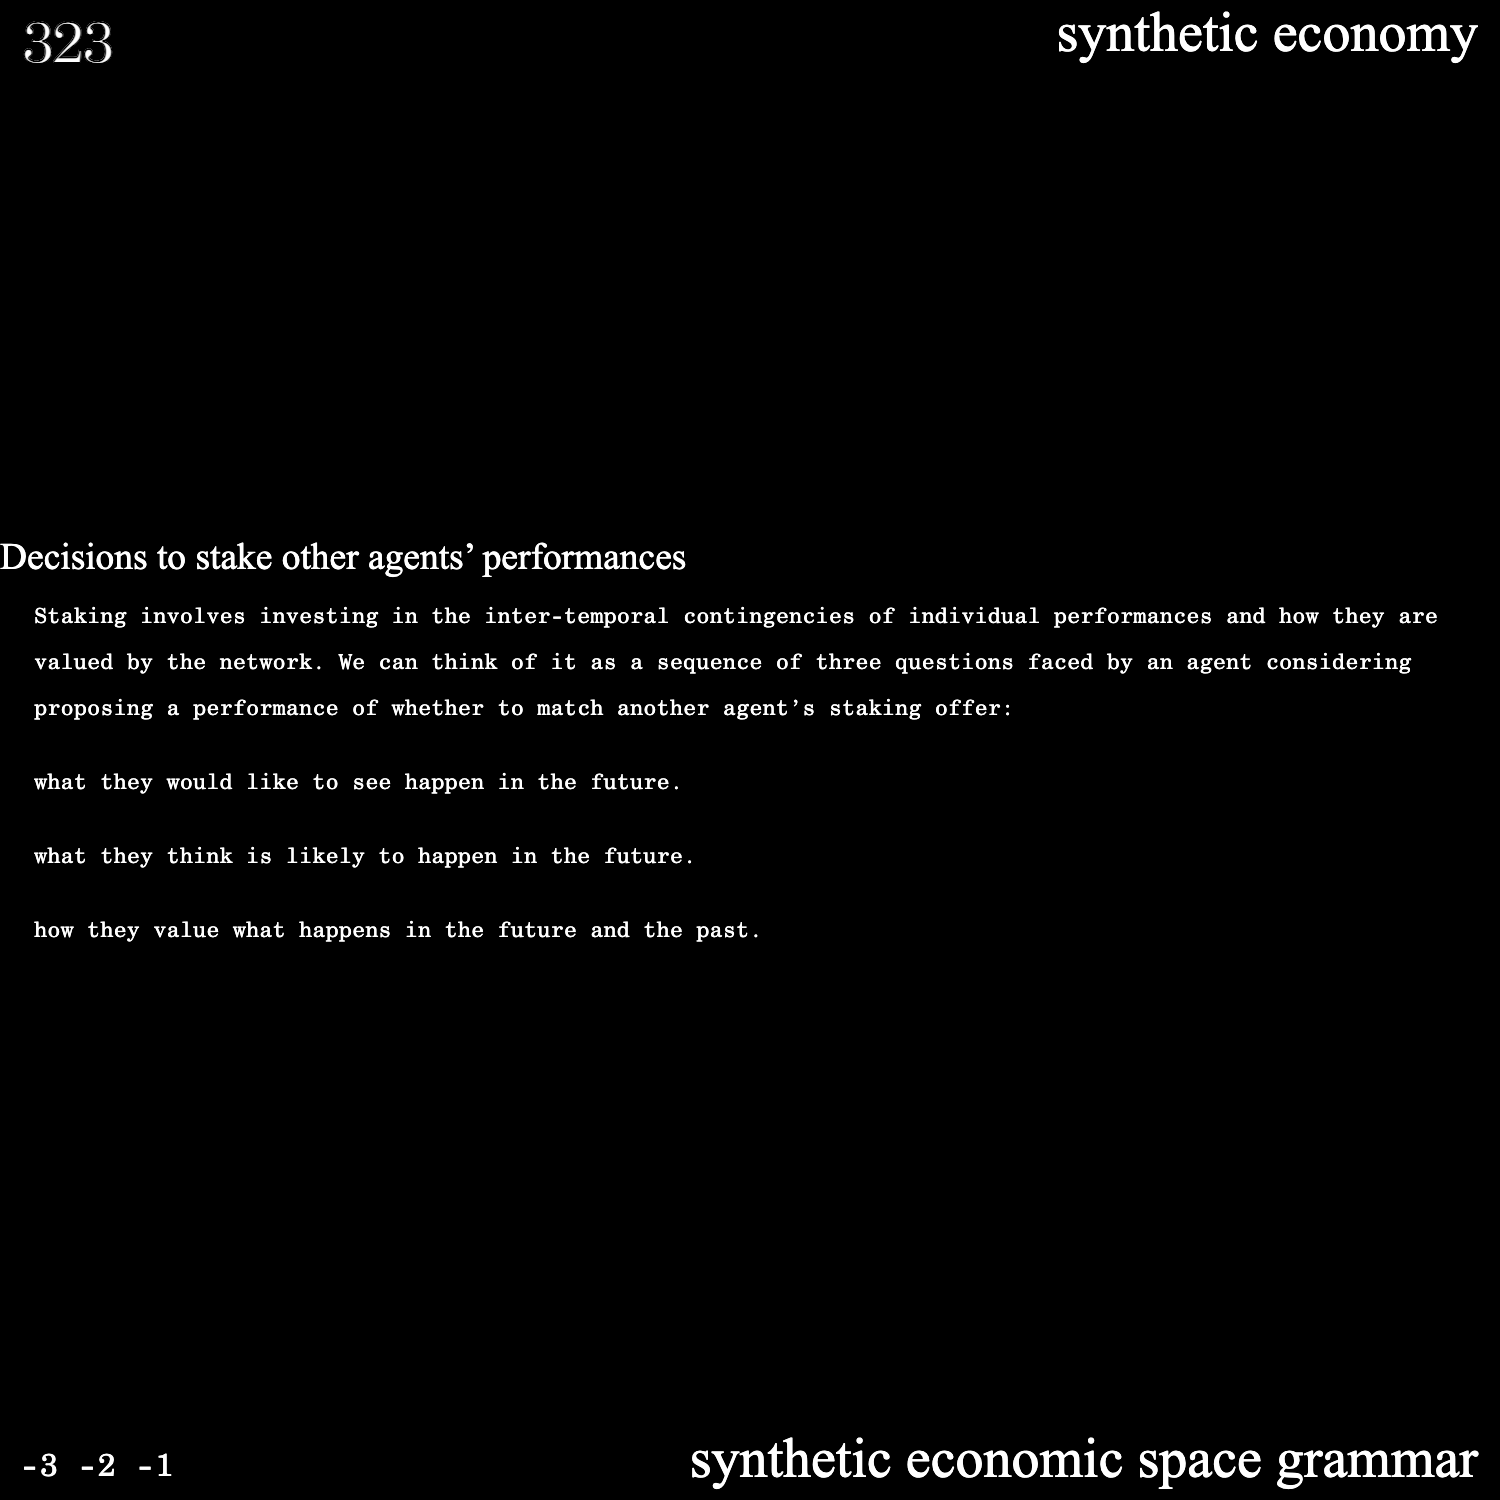 323
synthetic economy
Decisions to stake other agents’ performances
Staking involves investing in the inter-temporal contingencies of individual performances and how they are
valued by the network. We can think of it as a sequence of three questions faced by an agent considering
proposing a performance of whether to match another agent’s staking offer:
what they would like to see happen in the future.
what they think is likely to happen in the future.
how they value what happens in the future and the past.
-3 -2 -1
synthetic economic space grammar